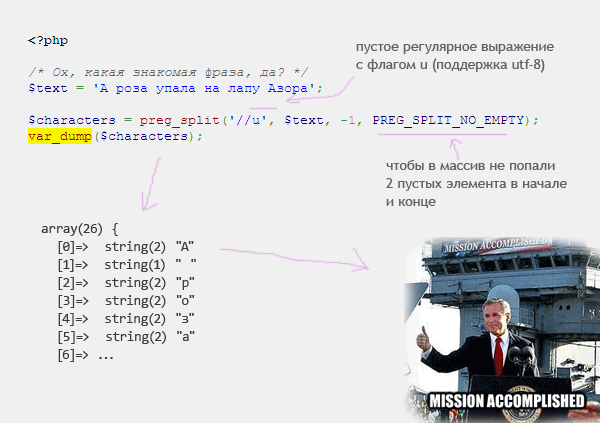 <?php
пустое регулярное выражение
с флагом u (поддержка utf-8)
/* Ох, какая знакомая фраза, да? */
$text = 'А роза упала на лапу Азора';
$characters = preg_split('//u', $text, -1, PREG_SPLIT_NO_EMPTY);
var_dump($characters);
чтобы в массив не попали
2 пустых элемента в начале
и конце
array(26) {
[0]=> string(2) "А"
[1]=> string(1) " "
[2]=> string(2) "р"
[3]=> string(2) "о"
[4]=> string(2) "з"
[5]=> string(2) "а"
[6]=> ...
MISSION ACCOMPLISHED
MISSION ACCOMPLISHED